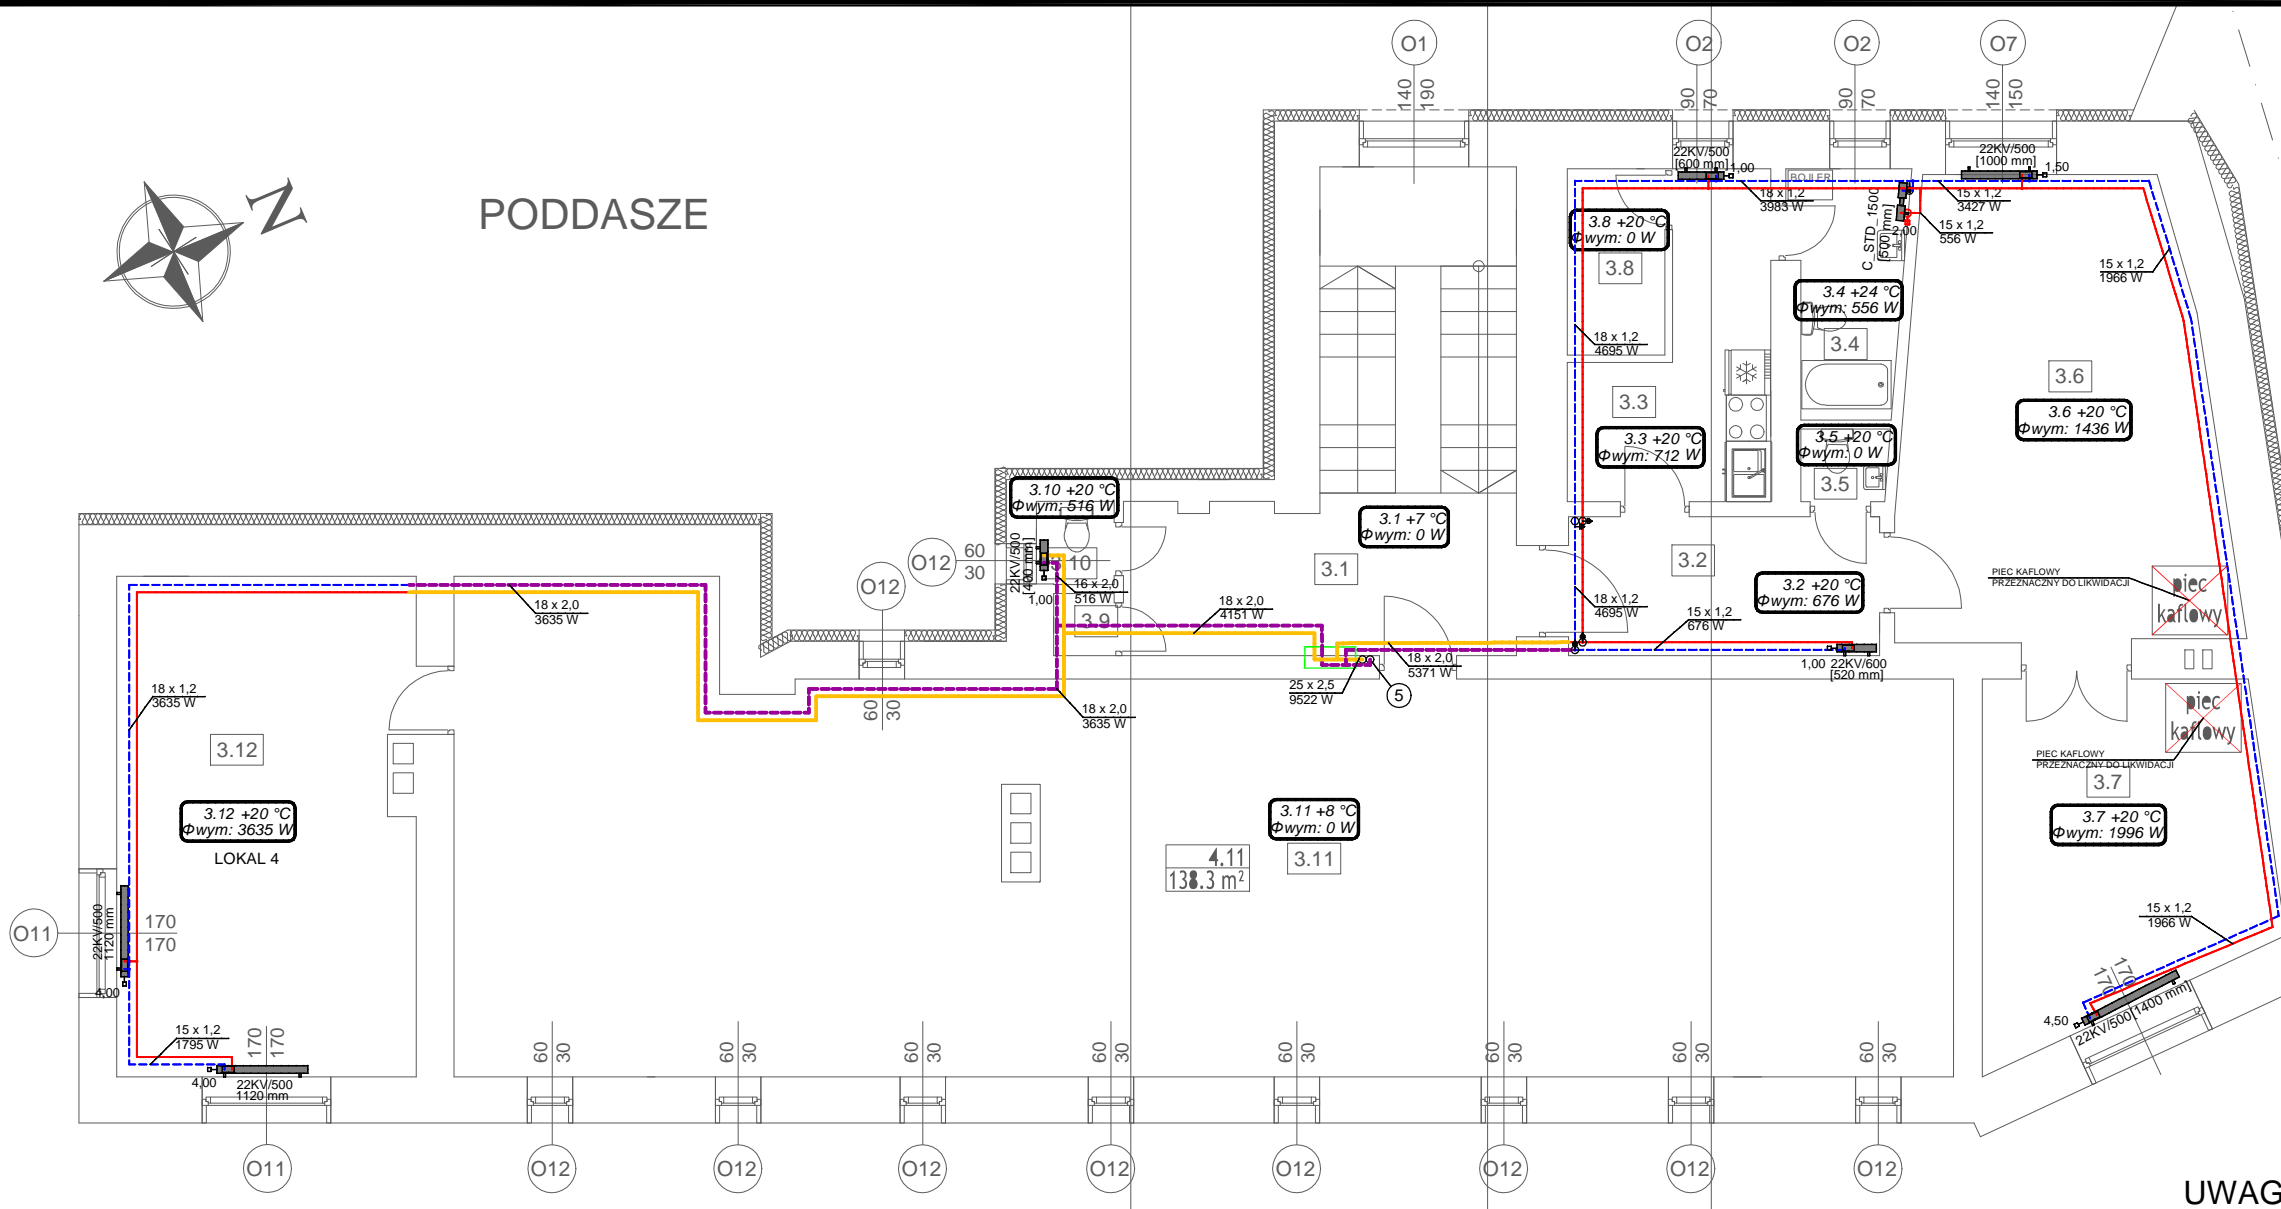 O1
O2
O2
O7
140
190
90
70
90
70
140
150
N
PODDASZE
22KV/500
[600 mm]
1,00
BOJLER
18 x 1,2
3983 W
22KV/500
[1000 mm]
1,50
15 x 1,2
3427 W
C_STD_1500
[500 mm]
2,00
15 x 1,2
556 W
15 x 1,2
1966 W
3.8 +20 °C
Φwym: 0 W
3.8
3.4 +24 °C
Φwym: 556 W
3.4
18 x 1,2
4695 W
3.3
3.3 +20 °C
Φwym: 712 W
3.5 +20 °C
Φwym: 0 W
3.5
3.6
3.6 +20 °C
Φwym: 1436 W
3.10 +20 °C
Φwym: 516 W
3.1 +7 °C
Φwym: 0 W
3.1
3.2
3.2 +20 °C
Φwym: 676 W
O12
60
30
22KV/500
[400 mm]
1,00
10
16 x 2,0
516 W
3.9
O12
60
30
18 x 2,0
3635 W
18 x 2,0
4151 W
18 x 1,2
4695 W
15 x 1,2
676 W
PIEC KAFLOWY
PRZEZNACZNY DO LIKWIDACJI
piec
kaflowy
18 x 2,0
5371 W
25 x 2,5
9522 W
5
1,00
22KV/600
[520 mm]
18 x 2,0
3635 W
18 x 1,2
3635 W
3.12
3.12 +20 °C
Φwym: 3635 W
LOKAL 4
piec
kaflowy
PIEC KAFLOWY
PRZEZNACZNY DO LIKWIDACJI
3.7
3.7 +20 °C
Φwym: 1996 W
3.11 +8 °C
Φwym: 0 W
3.11
4.11
138.3 m²
O11
22KV/500
1120 mm
170
170
4,00
15 x 1,2
1966 W
170
170
4,50
22KV/500 [1400 mm]
15 x 1,2
1795 W
170
170
4,00
22KV/500
1120 mm
60
30
60
30
60
30
60
30
60
30
60
30
60
30
60
30
O11
O12
O12
O12
O12
O12
O12
O12
O12
UWAG